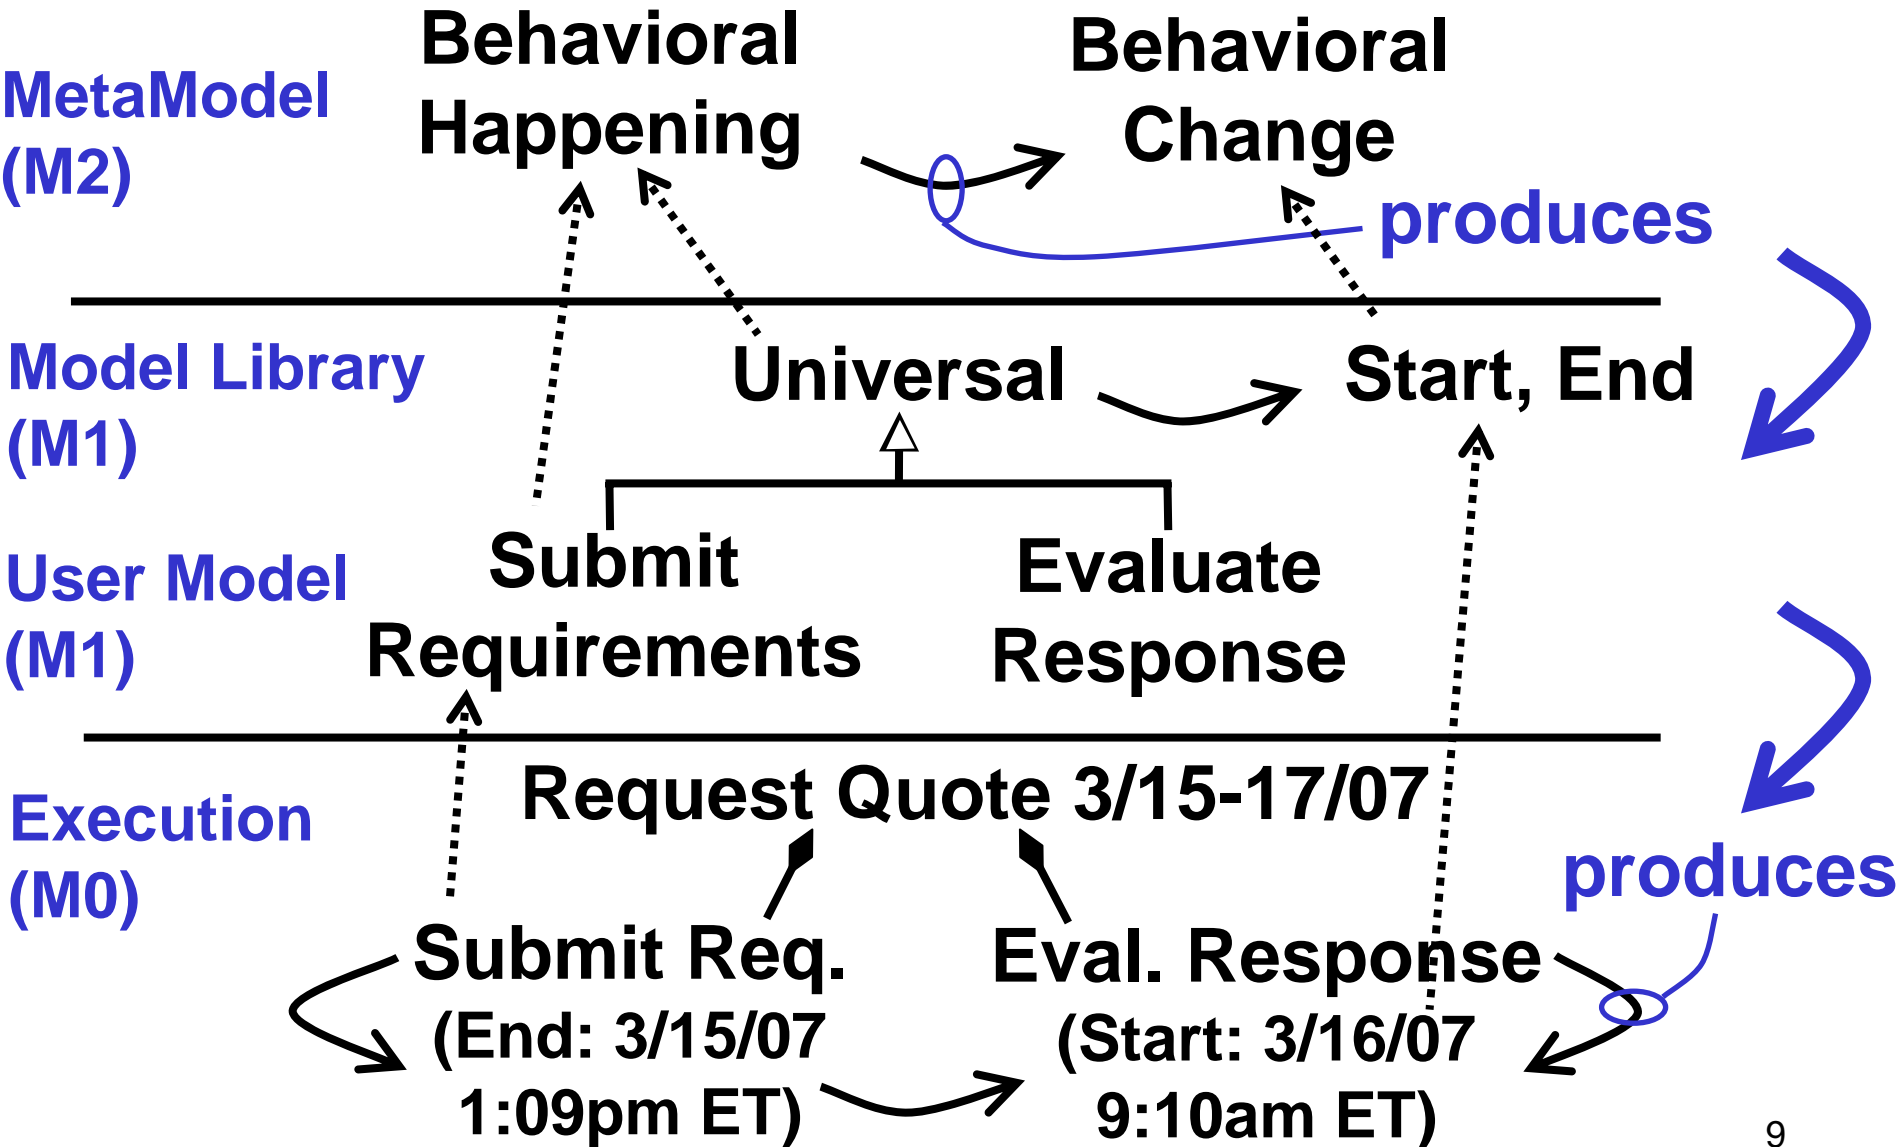 MetaModel
(M2)
Behavioral
Happening
Behavioral
Change
produces
Model Library
(M1)
Universal
Start, End
User Model
(M1)
Submit
Requirements
Evaluate
Response
Execution
(M0)
Request Quote 3/15-17/07
produces
Submit Req.
(End: 3/15/07
1:09pm ET)
Eval. Response
(Start: 3/16/07
9:10am ET)
9